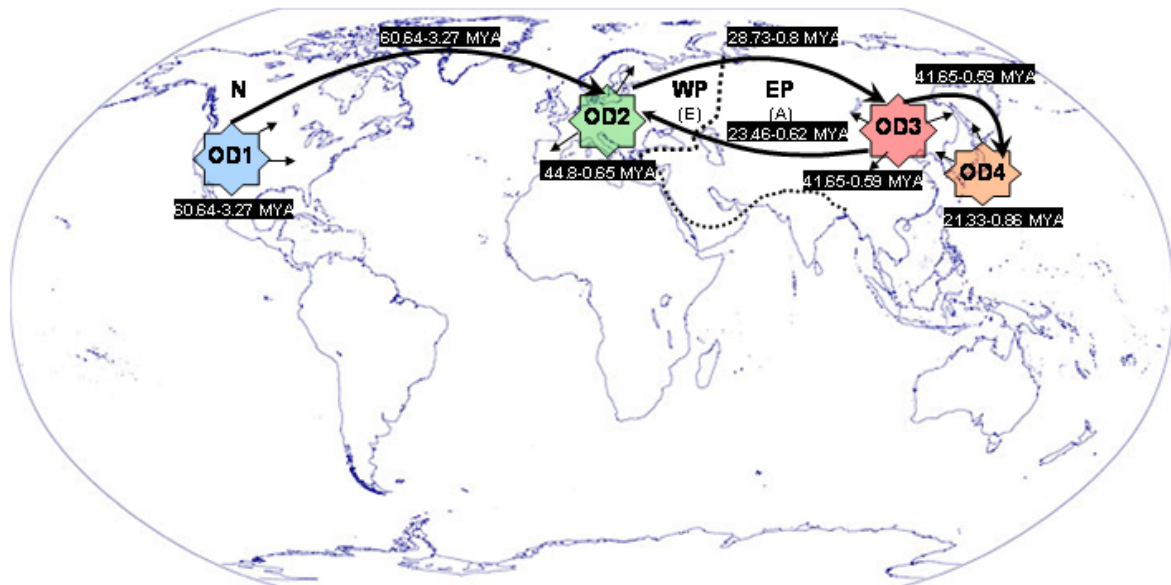 60.64-3.27 MYA
28.73-0.8 MYA
41.65-0.59 MYA
N
WP
EP
(E)
(A)
OD1
OD2
OD3
OD4
23.46-0.62 MYA
44.8-0.65 MYA
41.65-0.59 MYA
60.64-3.27 MYA
21.33-0.86 MYA